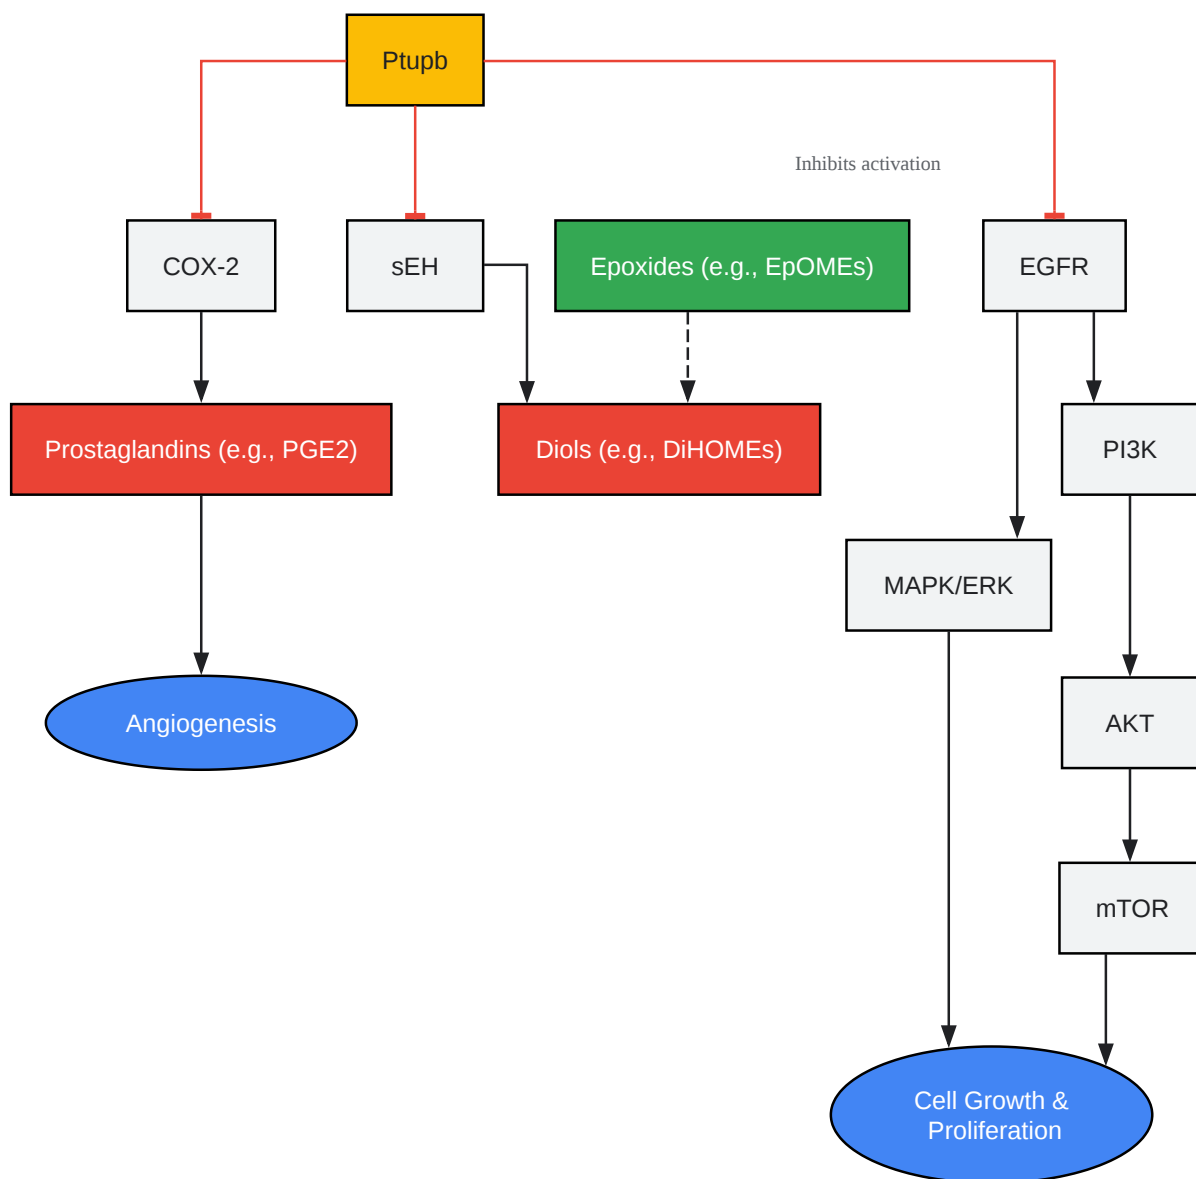 Ptupb
Inhibits activation
COX-2
sEH
Epoxides (e.g., EpOMEs)
EGFR
Prostaglandins (e.g., PGE2)
Diols (e.g., DiHOMEs)
PI3K
MAPK/ERK
Angiogenesis
AKT
mTOR
Cell Growth &
Proliferation